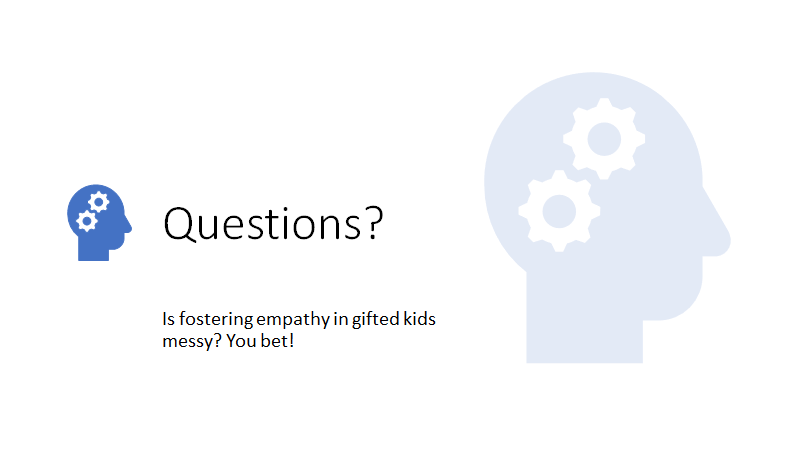 Questions?
Is fostering empathy in gifted kids
messy? You bet!